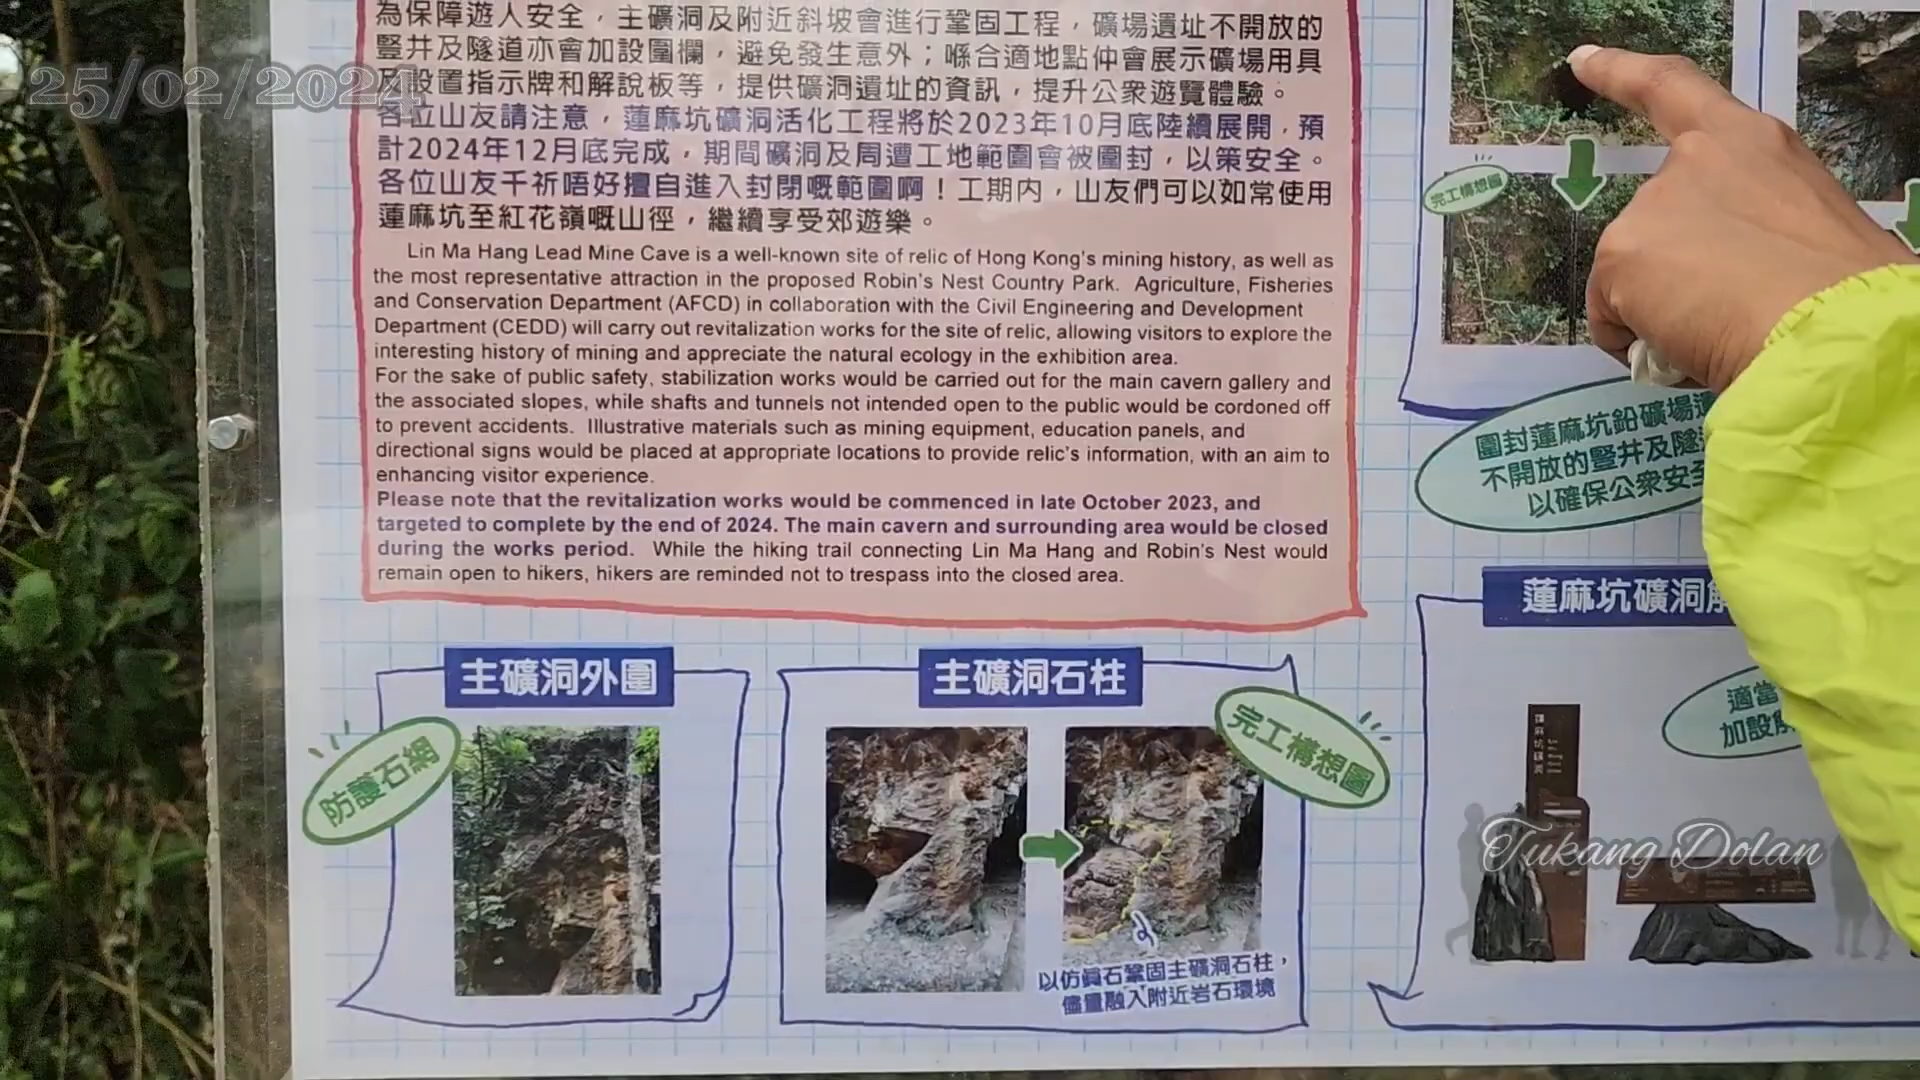 為保障遊人安全，主礦洞及附近斜坡會進行鞏固工程，礦場遺址不開放的
豎井及隧道亦會加設圍欄，避免發生意外；喺合適地點仲會展示礦場用具
及設置指示牌和解說板等，提供礦洞遺址的資訊，提升公眾遊覽體驗。
25/02/2024
各位山友請注意，蓮麻坑礦洞活化工程將於2023年10月底陸續展開，預
計2024年12月底完成，期間礦洞及周遭工地範圍會被圍封，以策安全。
各位山友千祈唔好擅自進入封閉嘅範圍啊！工期內，山友們可以如常使用
蓮麻坑至紅花嶺嘅山徑，繼續享受郊遊樂。
Lin Ma Hang Lead Mine Cave is a well-known site of relic of Hong Kong's mining history, as well as
the most representative attraction in the proposed Robin's Nest Country Park. Agriculture, Fisheries
and Conservation Department (AFCD) in collaboration with the Civil Engineering and Development
Department (CEDD) will carry out revitalization works for the site of relic, allowing visitors to explore the
interesting history of mining and appreciate the natural ecology in the exhibition area.
For the sake of public safety, stabilization works would be carried out for the main cavern gallery and
the associated slopes, while shafts and tunnels not intended open to the public would be cordoned off
to prevent accidents. Illustrative materials such as mining equipment, education panels, and
directional signs would be placed at appropriate locations to provide relic's information, with an aim to
enhancing visitor experience.
Please note that the revitalization works would be commenced in late October 2023, and
targeted to complete by the end of 2024. The main cavern and surrounding area would be closed
during the works period. While the hiking trail connecting Lin Ma Hang and Robin's Nest would
remain open to hikers, hikers are reminded not to trespass into the closed area.
完工構想圖
圍封蓮麻坑鉛礦場
不開放的豎井及隧
以確保公眾安
主礦洞外圍
防護石網
主礦洞石柱
完工構想圖
以仿真石鞏固主礦洞石柱，
儘量融入附近岩石環境
蓮麻坑礦洞
適當
加設
Tukang Dolan